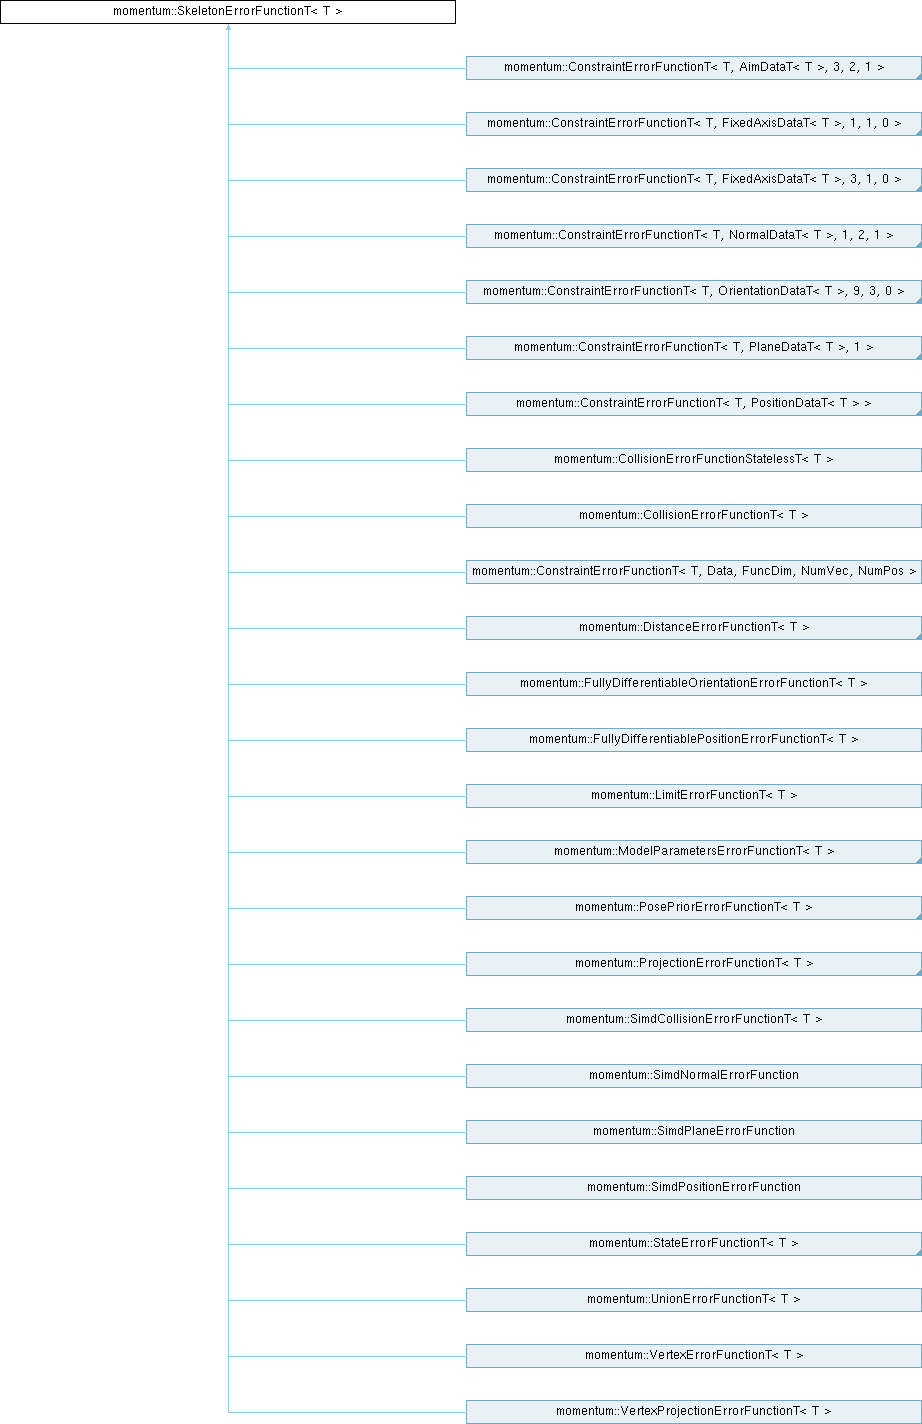 momentum::SkeletonErrorFunctionT< T >
momentum::ConstraintErrorFunctionT< T, AimDataT< T >, 3, 2, 1 >
momentum::ConstraintErrorFunctionT< T, FixedAxisDataT< T >, 1, 1, 0 >
momentum::ConstraintErrorFunctionT< T, FixedAxisDataT< T >, 3, 1, 0 >
momentum::ConstraintErrorFunctionT< T, NormalDataT< T >, 1, 2, 1 >
momentum::ConstraintErrorFunctionT< T, OrientationDataT< T >, 9, 3, 0 >
momentum::ConstraintErrorFunctionT< T, PlaneDataT< T >, 1 >
momentum::ConstraintErrorFunctionT< T, PositionDataT< T > >
momentum::CollisionErrorFunctionStatelessT< T >
momentum::CollisionErrorFunctionT< T >
momentum::ConstraintErrorFunctionT< T, Data, FuncDim, NumVec, NumPos >
momentum::DistanceErrorFunctionT< T >
momentum::FullyDifferentiableOrientationErrorFunctionT< T >
momentum::FullyDifferentiablePositionErrorFunctionT< T >
momentum::LimitErrorFunctionT< T >
momentum::ModelParametersErrorFunctionT< T >
momentum::PosePriorErrorFunctionT< T >
momentum::ProjectionErrorFunctionT< T >
momentum::SimdCollisionErrorFunctionT< T >
momentum::SimdNormalErrorFunction
momentum::SimdPlaneErrorFunction
momentum::SimdPositionErrorFunction
momentum::StateErrorFunctionT< T >
momentum::UnionErrorFunctionT< T >
momentum::VertexErrorFunctionT< T >
momentum::VertexProjectionErrorFunctionT< T >